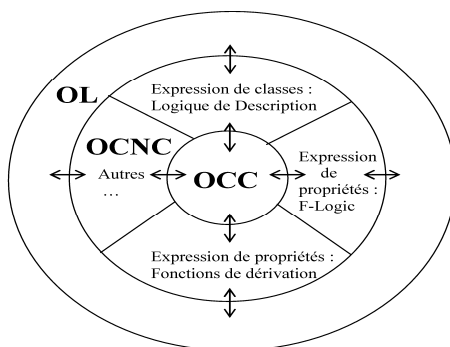 Expression de classes :
Logique de Description
OL
OCNC
Autres
…
OCC
Expression
de
propriétés :
F-Logic
Expression de propriétés :
Fonctions de dérivation